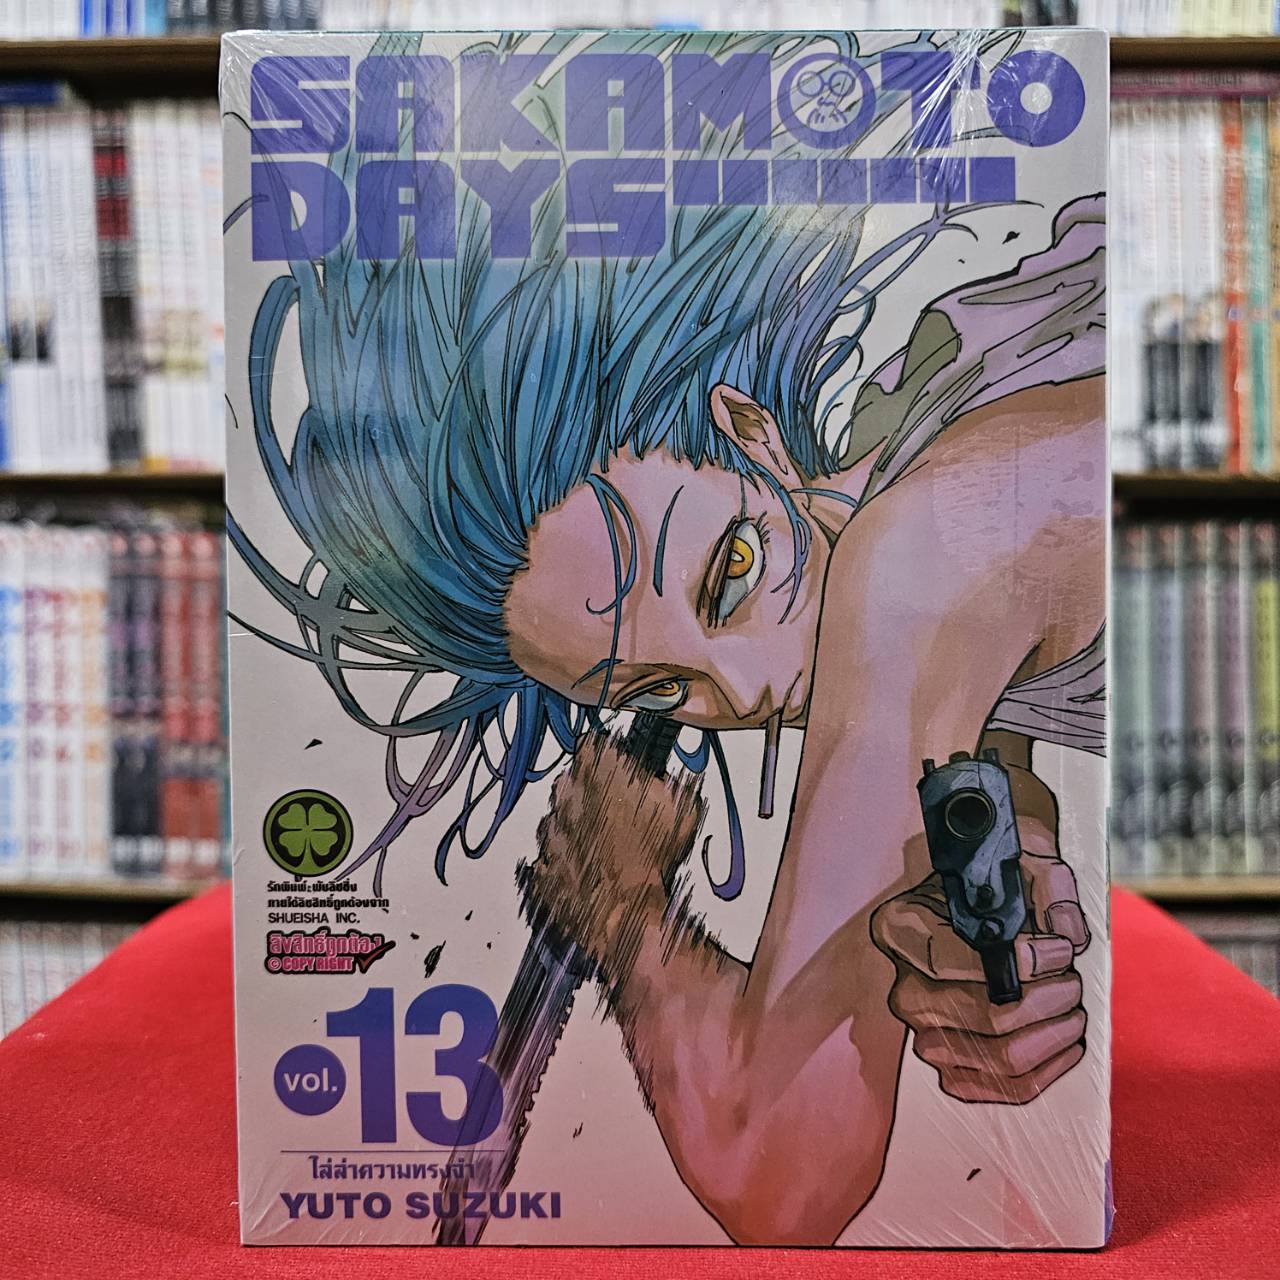 SAKAMOTO
DAYS
รักพิมพ์พับลิชชิ่ง
ภายใต้ลิขสิทธิ์ถูกต้องจาก
SHUEISHA INC.
ลิขสิทธิ์ถูกต้อง
© COPY RIGHT
vol. 13
ไล่ล่าความทรงจำ
YUTO SUZUKI